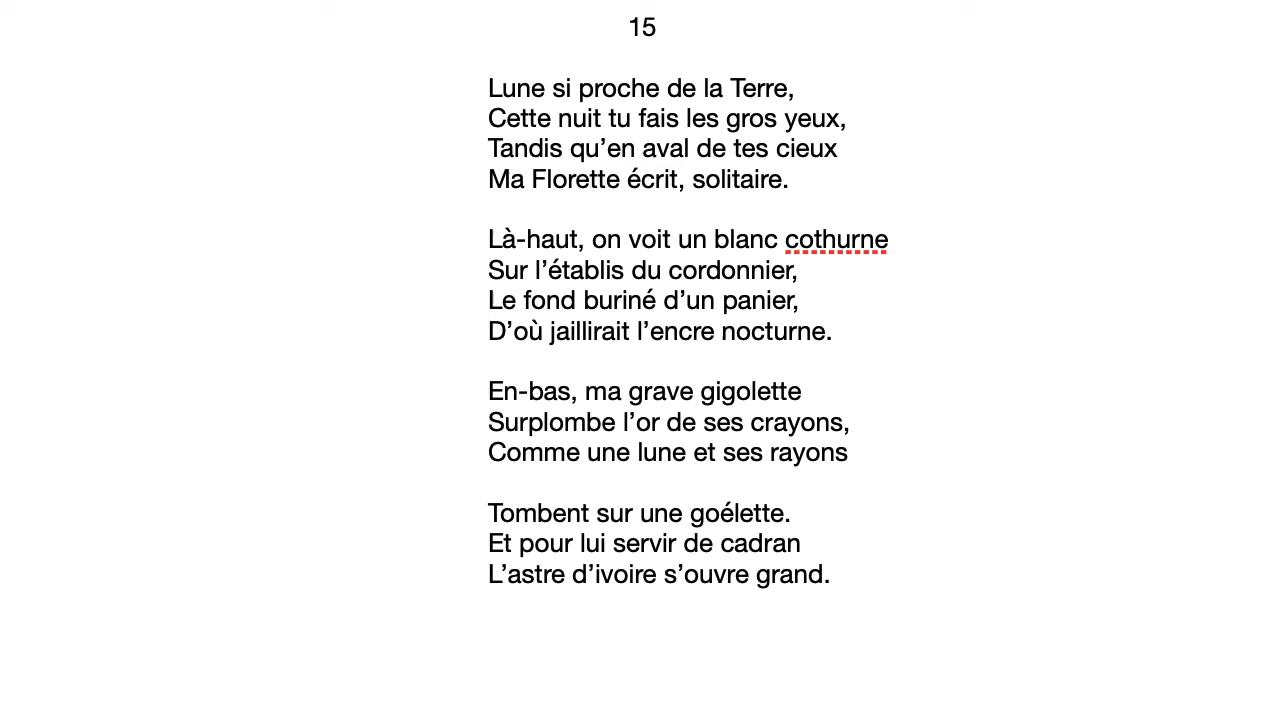 15
Lune si proche de la Terre,
Cette nuit tu fais les gros yeux,
Tandis qu’en aval de tes cieux
Ma Florette écrit, solitaire.
Là-haut, on voit un blanc cothurne
Sur l’établis du cordonnier,
Le fond buriné d’un panier,
D’où jaillirait l’encre nocturne.
En-bas, ma grave gigolette
Surplombe l’or de ses crayons,
Comme une lune et ses rayons
Tombent sur une goélette.
Et pour lui servir de cadran
L’astre d’ivoire s’ouvre grand.